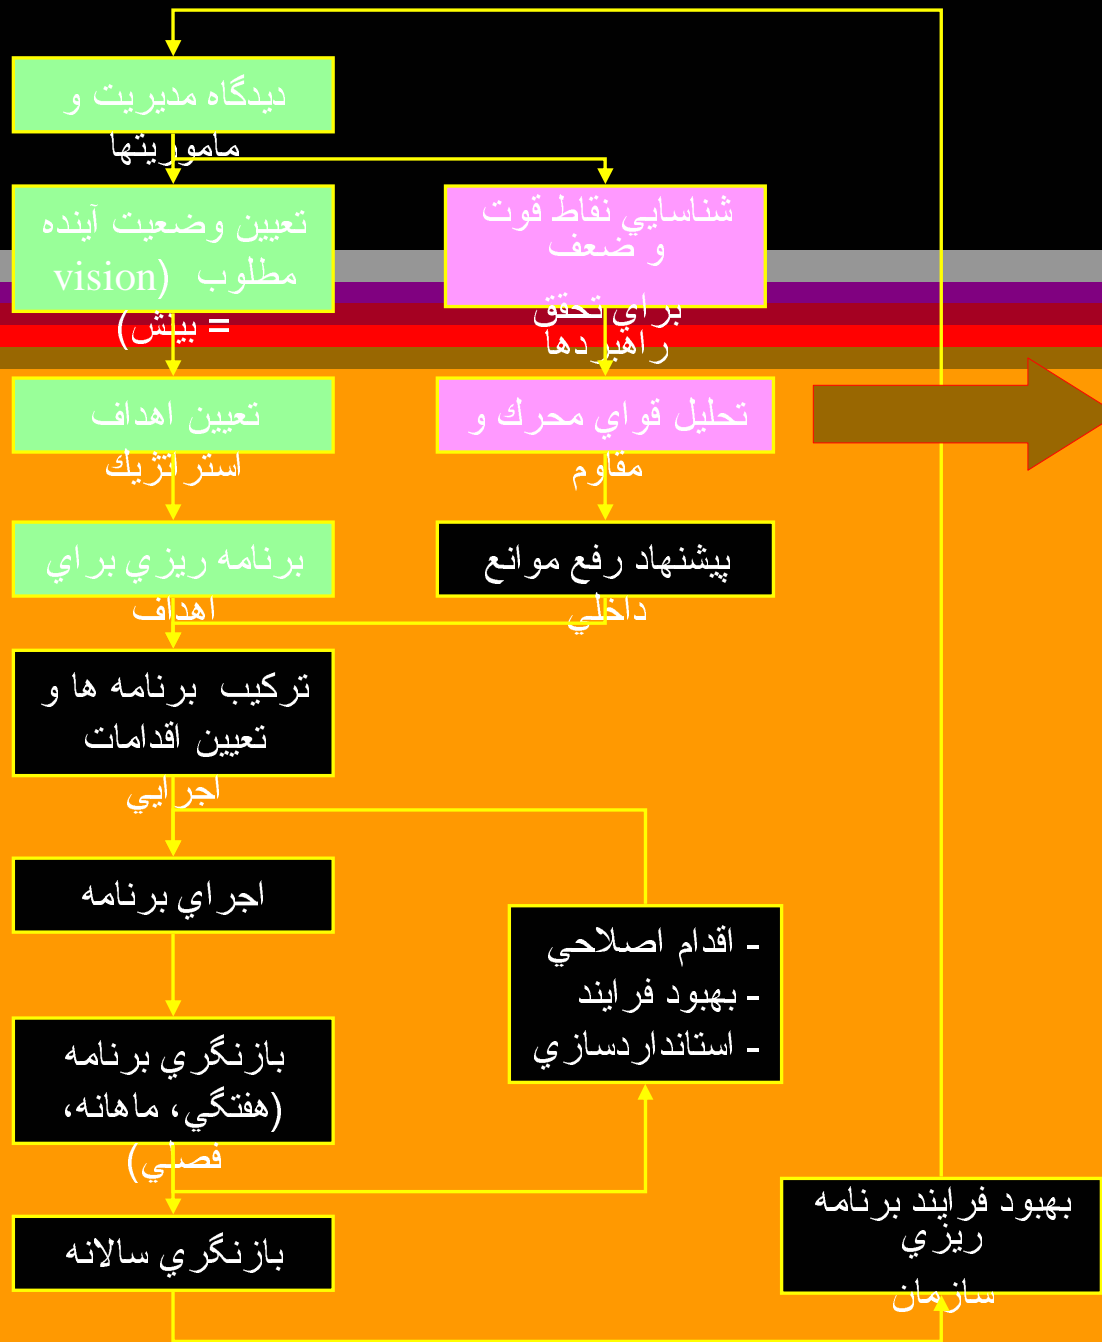 ديدگاه مديريت و
ماموريتها
تعيين وضعيت آينده
مطلوب (vision
= بينش)
شناسايي نقاط قوت
و ضعف
براي تحقق
راهبردها
تعيين اهداف
استراتژيك
تحليل قواي محرك و
مقاوم
برنامه ريزي براي
اهداف
پيشنهاد رفع موانع
داخلي
تركيب برنامه ها و
تعيين اقدامات
اجرايي
اجراي برنامه
- اقدام اصلاحي
- بهبود فرايند
- استانداردسازي
بازنگري برنامه
(هفتگي، ماهانه،
فصلي)
بازنگري سالانه
بهبود فرايند برنامه
ريزي
سازمان